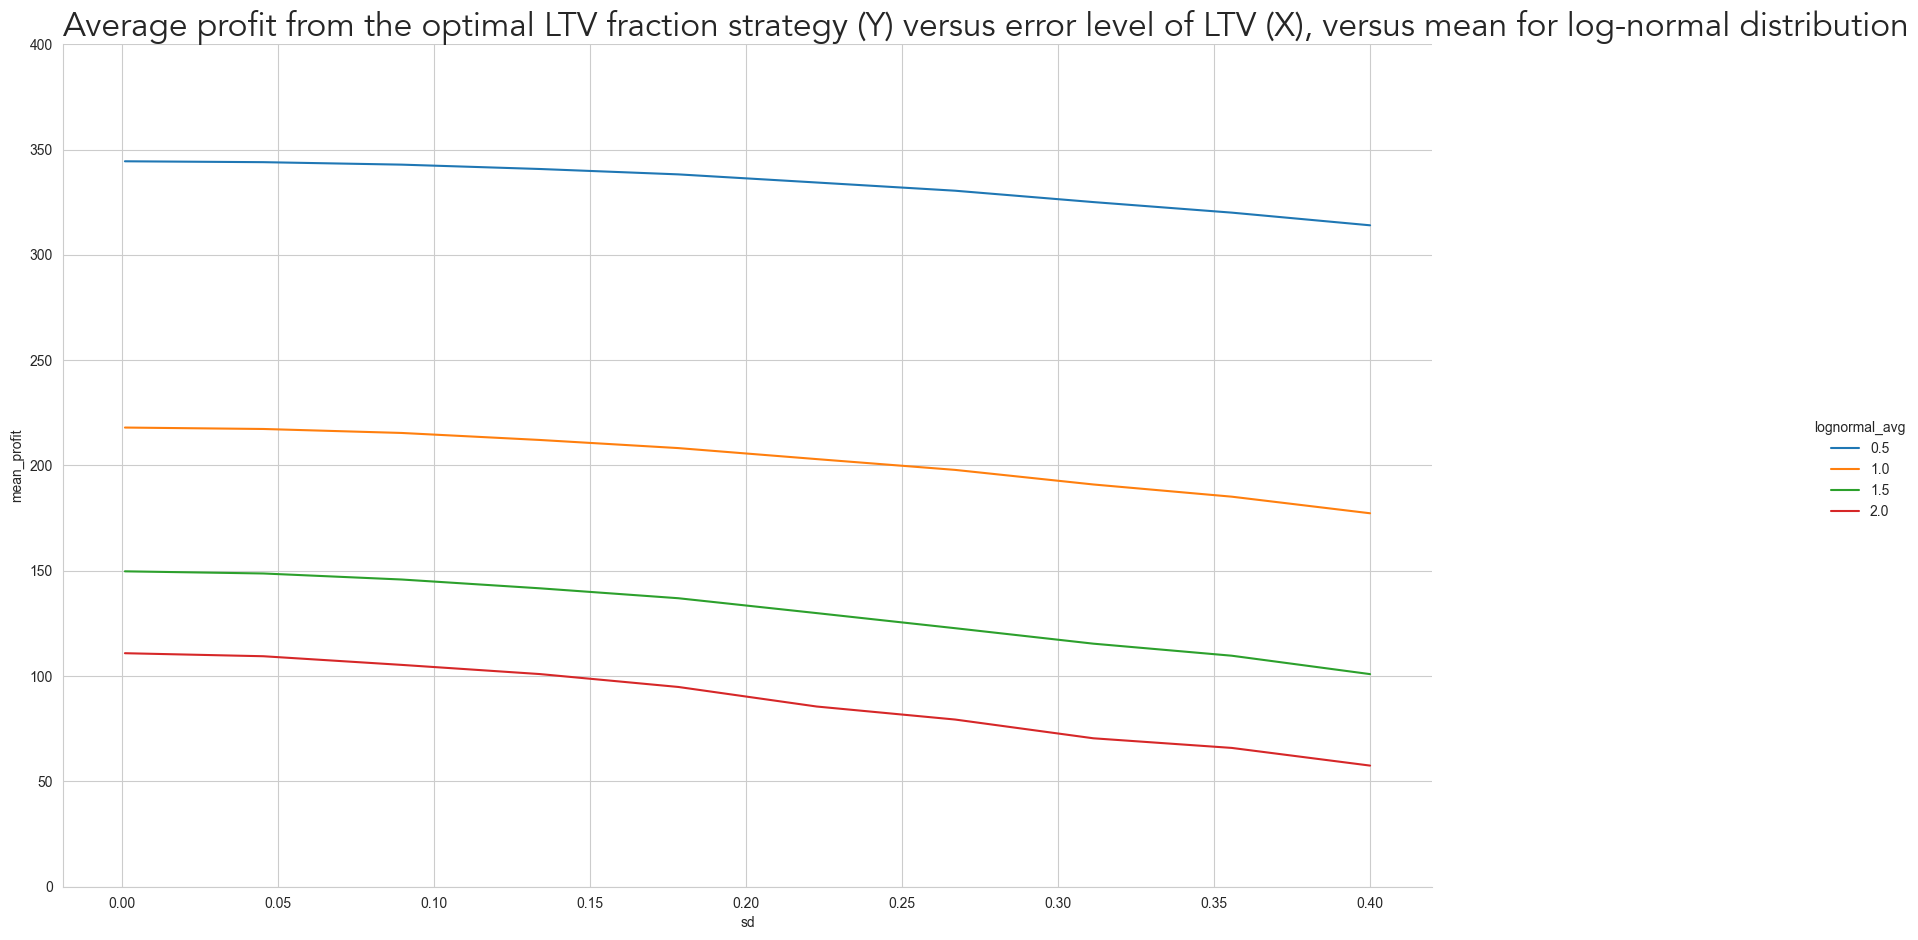 Average profit from the optimal LTV fraction strategy (Y) versus error level of LTV (X), versus mean for log-normal distribution
400
350
300
250
200
150
100
50
0
mean_profit
0.00 0.05 0.10 0.15 0.20 0.25 0.30 0.35 0.40
sd
lognormal_avg
0.5
1.0
1.5
2.0